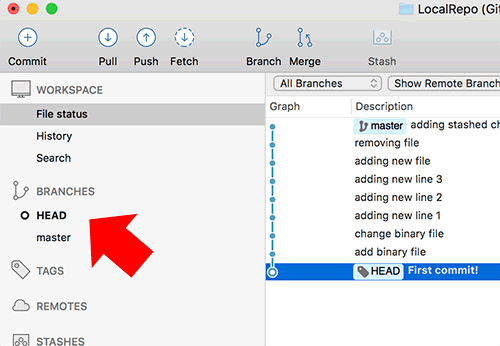 LocalRepo (Git
Commit Pull Push Fetch Branch Merge Stash
WORKSPACE
File status
History
Search
BRANCHES
HEAD
master
TAGS
REMOTES
STASHES
All Branches Show Remote Branch
Graph Description
master adding stashed ch
removing file
adding new file
adding new line 3
adding new line 2
adding new line 1
change binary file
add binary file
HEAD First commit!